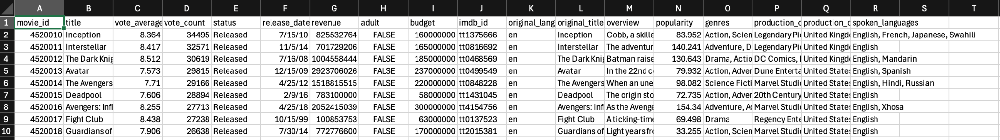 A B C D E F G H I J K L M N O P Q R S T
1 movie_id title vote_average vote_count status release_date revenue adult budget imdb_id original_lang original_title overview popularity genres production_c production_c spoken_languages
2 4520010 Inception 8.364 34495 Released 7/15/10 825532764 FALSE 160000000 tt1375666 en Inception Cobb, a skille 83.952 Action, Scien Legendary Pic United Kingdo English, French, Japanese, Swahili
3 4520011 Interstellar 8.417 32571 Released 11/5/14 701729206 FALSE 165000000 tt0816692 en Interstellar The adventur 140.241 Adventure, D Legendary Pic United Kingdo English
4 4520012 The Dark Knig 8.512 30619 Released 7/16/08 1004558444 FALSE 185000000 tt0468569 en The Dark Knig Batman raise 130.643 Drama, Actio DC Comics, United Kingdo English, Mandarin
5 4520013 Avatar 7.573 29815 Released 12/15/09 2923706026 FALSE 237000000 tt0499549 en Avatar In the 22nd c 79.932 Action, Adven Dune Enterta United States English, Spanish
6 4520014 The Avengers 7.71 29166 Released 4/25/12 1518815515 FALSE 220000000 tt0848228 en The Avengers When an une 98.082 Science Ficti Marvel Studi United States English, Hindi, Russian
7 4520015 Deadpool 7.606 28894 Released 2/9/16 783100000 FALSE 58000000 tt1431045 en Deadpool The origin sto 72.735 Action, Adven 20th Century United States English
8 4520016 Avengers: Infi 8.255 27713 Released 4/25/18 2052415039 FALSE 300000000 tt4154756 en Avengers: Infi As the Avenge 154.34 Adventure, Ac Marvel Studi United States English, Xhosa
9 4520017 Fight Club 8.438 27238 Released 10/15/99 100853753 FALSE 63000000 tt0137523 en Fight Club A ticking-time 69.498 Drama Regency Ente United States English
10 4520018 Guardians of 7.906 26638 Released 7/30/14 772776600 FALSE 170000000 tt2015381 en Guardians of Light years fr 33.255 Action, Scien Marvel Studi United States English